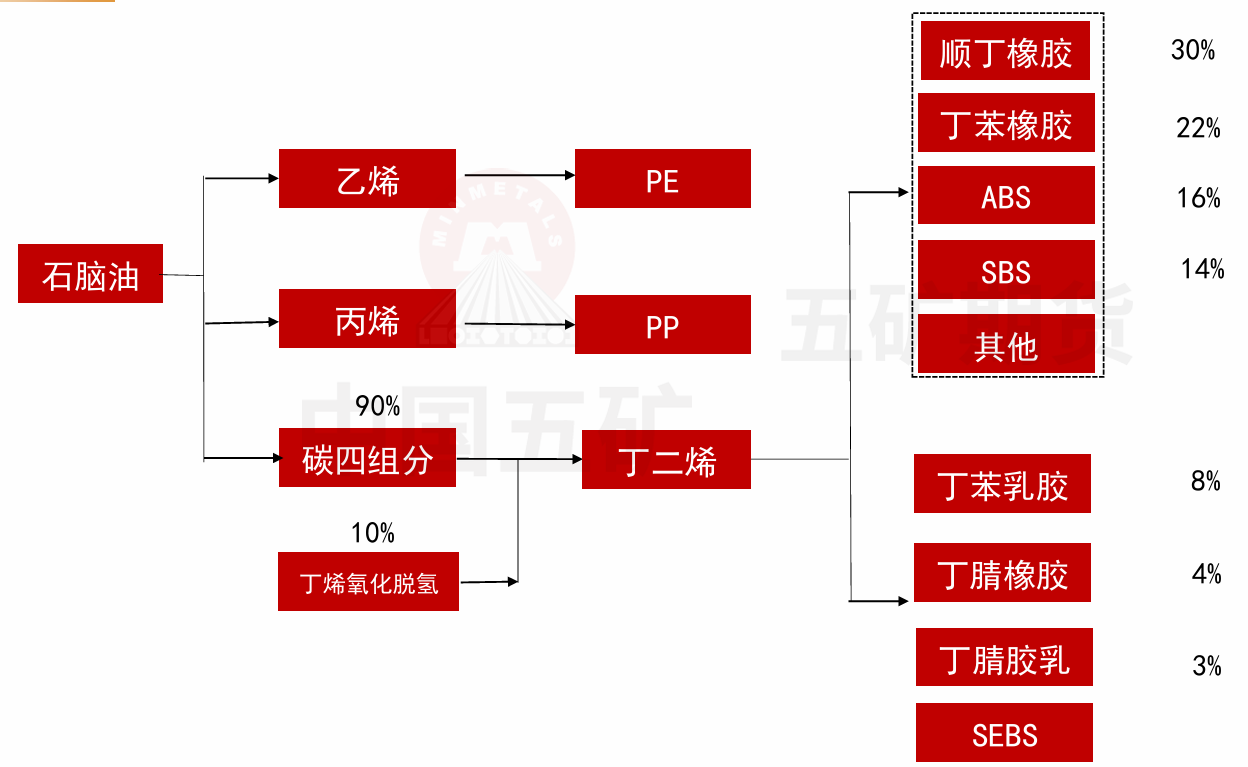 顺丁橡胶 30%
丁苯橡胶 22%
乙烯 PE ABS 16%
石脑油 SBS 14%
丙烯 PP 其他
90%
碳四组分 丁二烯 丁苯乳胶 8%
10%
丁烯氧化脱氢 丁腈橡胶 4%
丁腈胶乳 3%
SEBS
MINMETALS
中国五矿
五矿期货